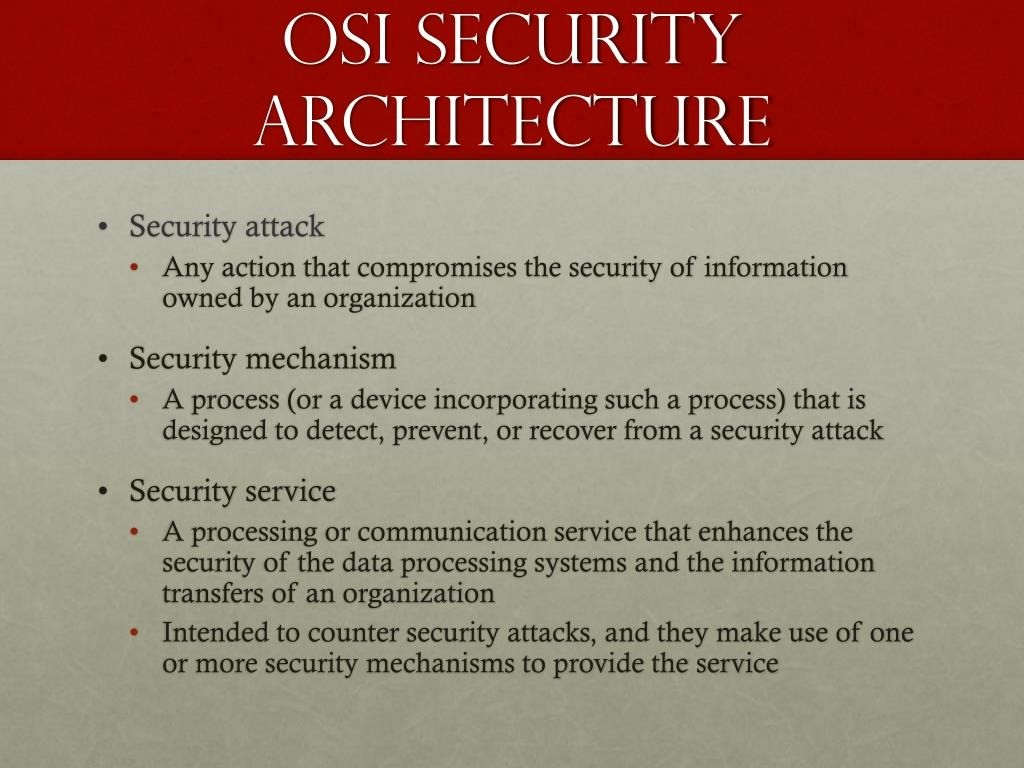 OSI SECURITY
ARCHITECTURE
• Security attack
• Any action that compromises the security of information
owned by an organization
• Security mechanism
• A process (or a device incorporating such a process) that is
designed to detect, prevent, or recover from a security attack
• Security service
• A processing or communication service that enhances the
security of the data processing systems and the information
transfers of an organization
• Intended to counter security attacks, and they make use of one
or more security mechanisms to provide the service